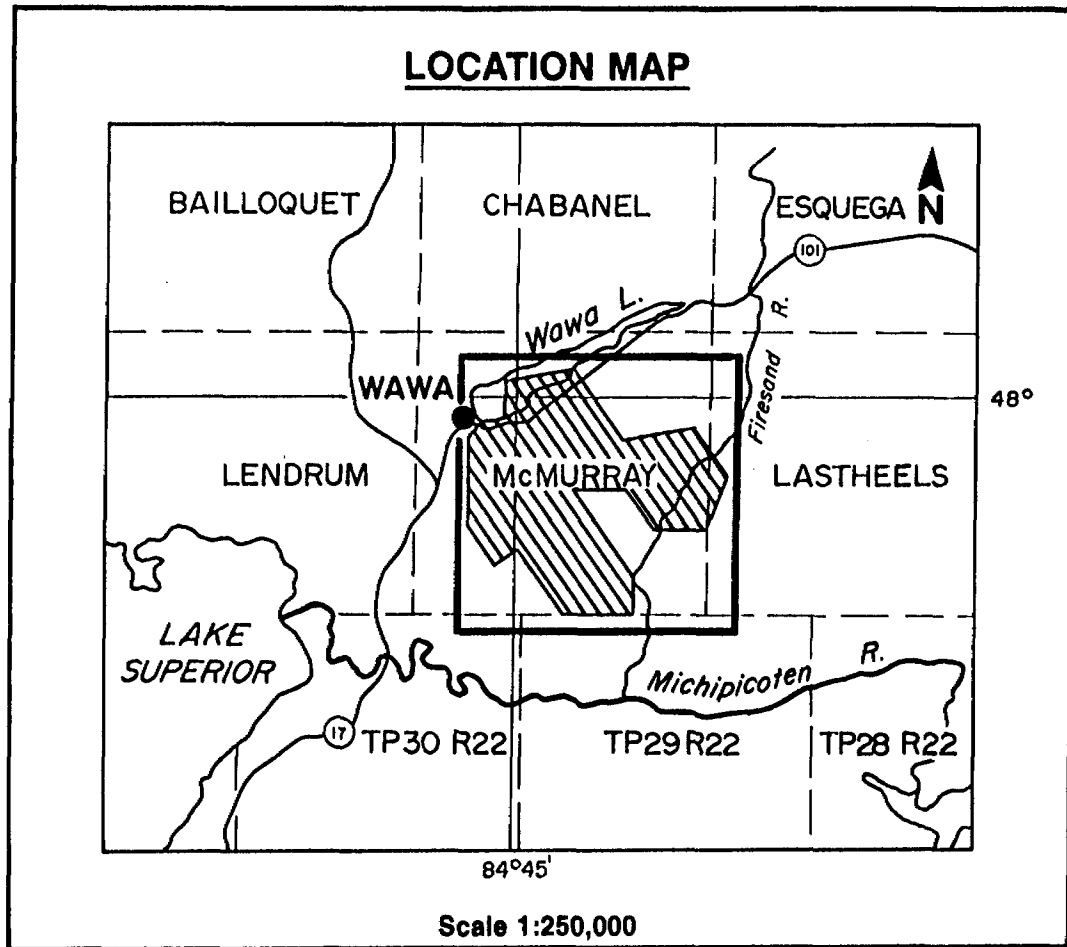 LOCATION MAP
BAILLOQUET
CHABANEL
ESQUEGA
N
101
Wawa L.
Firesand R.
WAWA
48°
LENDRUM
McMURRAY
LASTHEELS
LAKE
SUPERIOR
Michipicoten R.
17
TP30 R22
TP29 R22
TP28 R22
84°45'
Scale 1:250,000